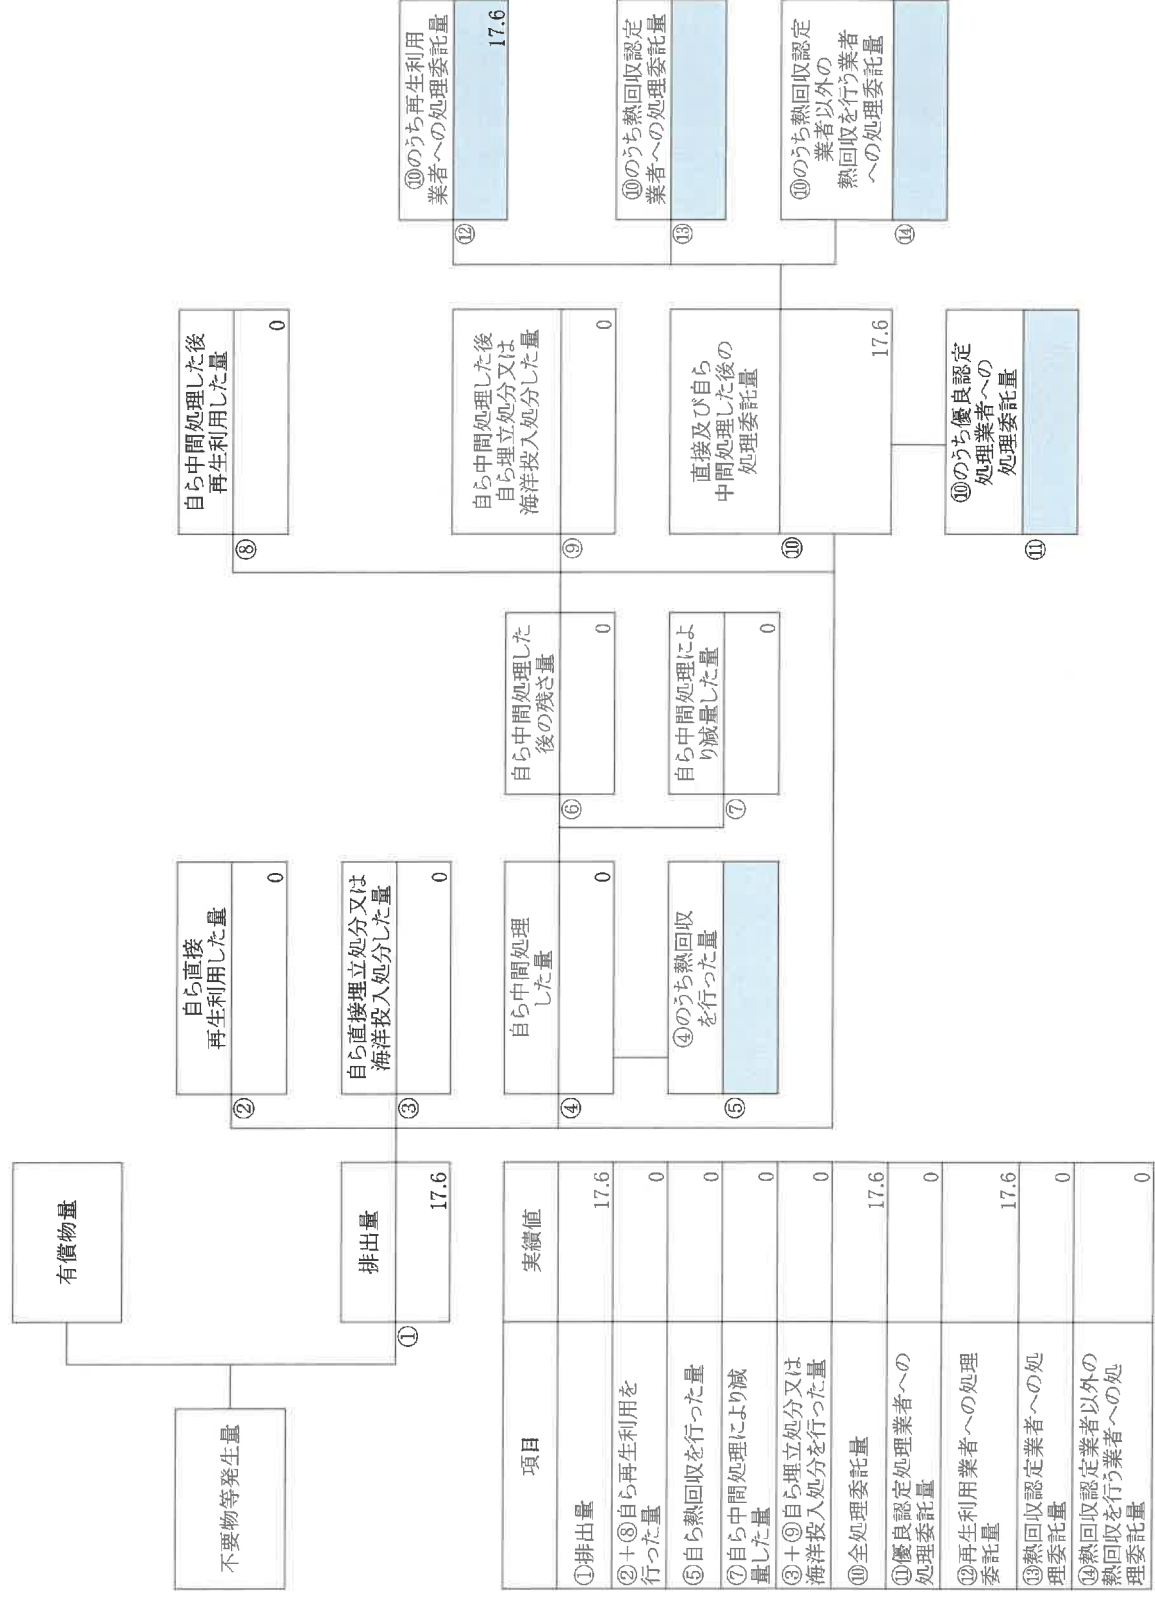 不要物等発生量
有償物量
①
排出量
17.6
②
自ら直接
再生利用した量
0
③
自ら直接埋立処分又は
海洋投入処分した量
0
④
自ら中間処理
した量
0
⑤
④のうち熱回収
を行った量
⑥
自ら中間処理した
後の残さ量
0
⑦
自ら中間処理によ
り減量した量
0
⑧
自ら中間処理した後
再生利用した量
0
⑨
自ら中間処理した後
自ら埋立処分又は
海洋投入処分した量
0
⑩
直接及び自ら
中間処理した後の
処理委託量
17.6
⑪
⑩のうち優良認定
処理業者への
処理委託量
⑫
⑩のうち再生利用
業者への処理委託量
17.6
⑬
⑩のうち熱回収認定
業者への処理委託量
⑭
⑩のうち熱回収認定
業者以外の
熱回収を行う業者
への処理委託量
項目 実績値
①排出量 17.6
②+⑧自ら再生利用を
行った量 0
⑤自ら熱回収を行った量 0
⑦自ら中間処理により減
量した量 0
③+⑨自ら埋立処分又は
海洋投入処分を行った量 0
⑩全処理委託量 17.6
⑪優良認定処理業者への
処理委託量 0
⑫再生利用業者への処理
委託量 17.6
⑬熱回収認定業者への処
理委託量 0
⑭熱回収認定業者以外の
熱回収を行う業者への処
理委託量 0